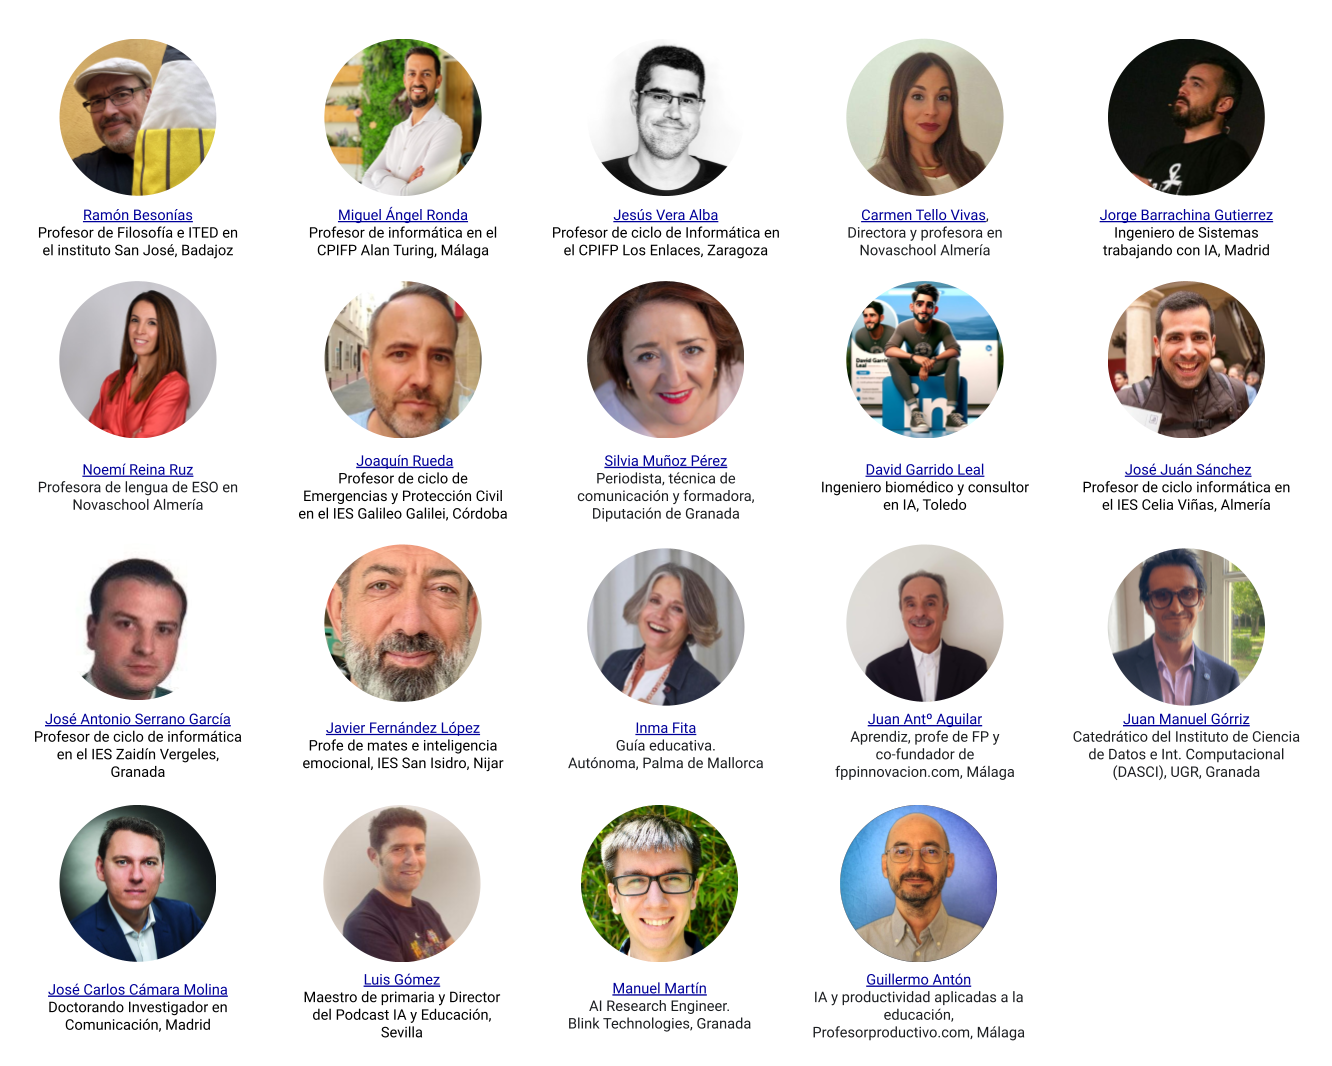 Ramón Besonías
Profesor de Filosofía e ITED en
el instituto San José, Badajoz
Miguel Ángel Ronda
Profesor de informática en el
CPIFP Alan Turing, Málaga
Jesús Vera Alba
Profesor de ciclo de Informática en
el CPIFP Los Enlaces, Zaragoza
Carmen Tello Vivas,
Directora y profesora en
Novaschool Almería
Jorge Barrachina Gutierrez
Ingeniero de Sistemas
trabajando con IA, Madrid
Noemí Reina Ruz
Profesora de lengua de ESO en
Novaschool Almería
Joaquín Rueda
Profesor de ciclo de
Emergencias y Protección Civil
en el IES Galileo Galilei, Córdoba
Silvia Muñoz Pérez
Periodista, técnica de
comunicación y formadora,
Diputación de Granada
David Garrido
Leal
in
David Garrido Leal
Ingeniero biomédico y consultor
en IA, Toledo
José Juán Sánchez
Profesor de ciclo informática en
el IES Celia Viñas, Almería
José Antonio Serrano García
Profesor de ciclo de informática
en el IES Zaidín Vergeles,
Granada
Javier Fernández López
Profe de mates e inteligencia
emocional, IES San Isidro, Nijar
Inma Fita
Guía educativa.
Autónoma, Palma de Mallorca
Juan Antº Aguilar
Aprendiz, profe de FP y
co-fundador de
fppinnovacion.com, Málaga
Juan Manuel Górriz
Catedrático del Instituto de Ciencia
de Datos e Int. Computacional
(DASCI), UGR, Granada
José Carlos Cámara Molina
Doctorando Investigador en
Comunicación, Madrid
Luis Gómez
Maestro de primaria y Director
del Podcast IA y Educación,
Sevilla
Manuel Martín
AI Research Engineer.
Blink Technologies, Granada
Guillermo Antón
IA y productividad aplicadas a la
educación,
Profesorproductivo.com, Málaga